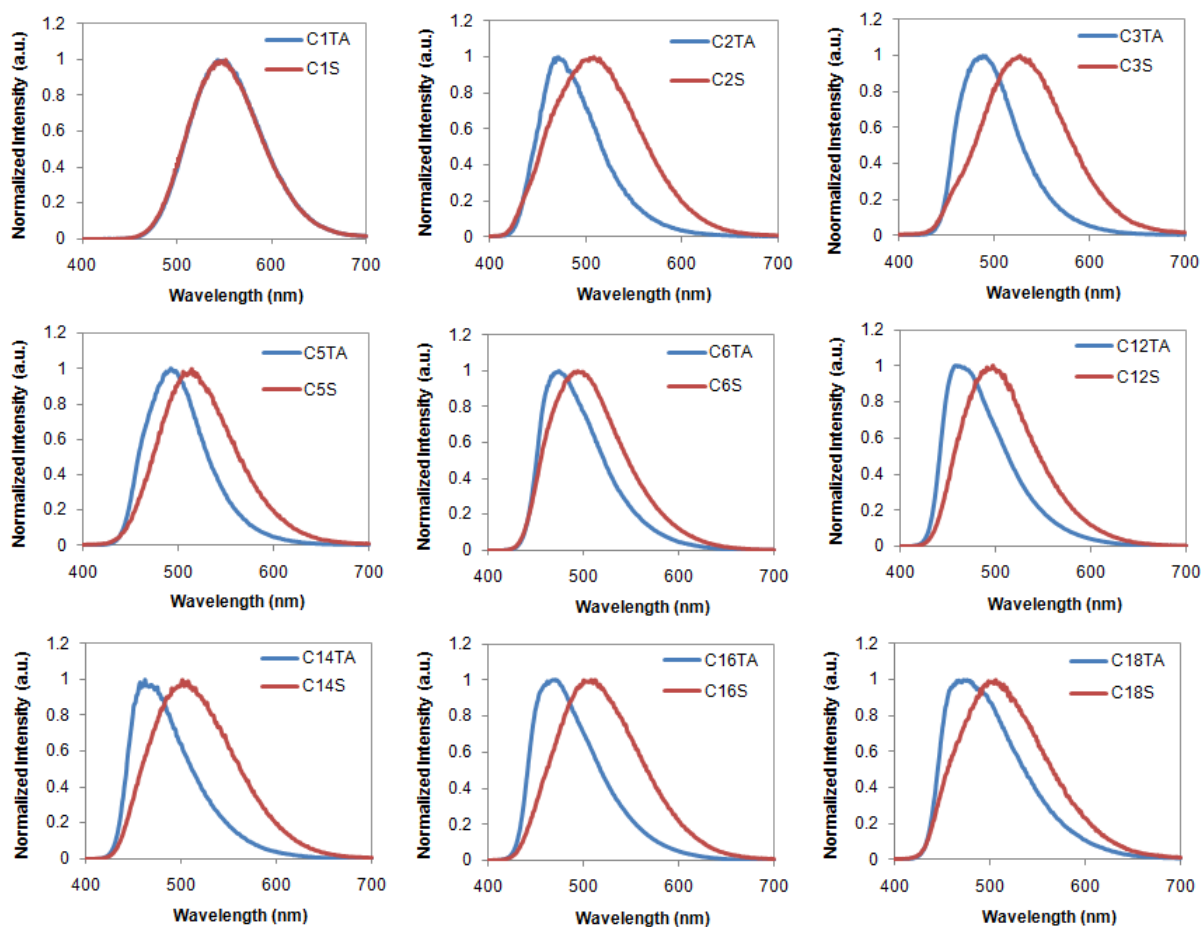 Normalized Intensity (a.u.)
1.2
1
0.8
0.6
0.4
0.2
0
C1TA
C1S
400 500 600 700
Wavelength (nm)
Normalized Intensity (a.u.)
1.2
1
0.8
0.6
0.4
0.2
0
C2TA
C2S
400 500 600 700
Wavelength (nm)
Noormalized Instensity (a.u.)
1.2
1
0.8
0.6
0.4
0.2
0
C3TA
C3S
400 500 600 700
Wavelength (nm)
Normalized Intensity (a.u.)
1.2
1
0.8
0.6
0.4
0.2
0
C5TA
C5S
400 500 600 700
Wavelength (nm)
Normalized Intensity (a.u.)
1.2
1
0.8
0.6
0.4
0.2
0
C6TA
C6S
400 500 600 700
Wavelength (nm)
Normalized Intensity (a.u.)
1.2
1
0.8
0.6
0.4
0.2
0
C12TA
C12S
400 500 600 700
Wavelength (nm)
Normalized Intensity (a.u.)
1.2
1
0.8
0.6
0.4
0.2
0
C14TA
C14S
400 500 600 700
Wavelength (nm)
Normalized Intensity (a.u.)
1.2
1
0.8
0.6
0.4
0.2
0
C16TA
C16S
400 500 600 700
Wavelength (nm)
Normalized Intensity (a.u.)
1.2
1
0.8
0.6
0.4
0.2
0
C18TA
C18S
400 500 600 700
Wavelength (nm)